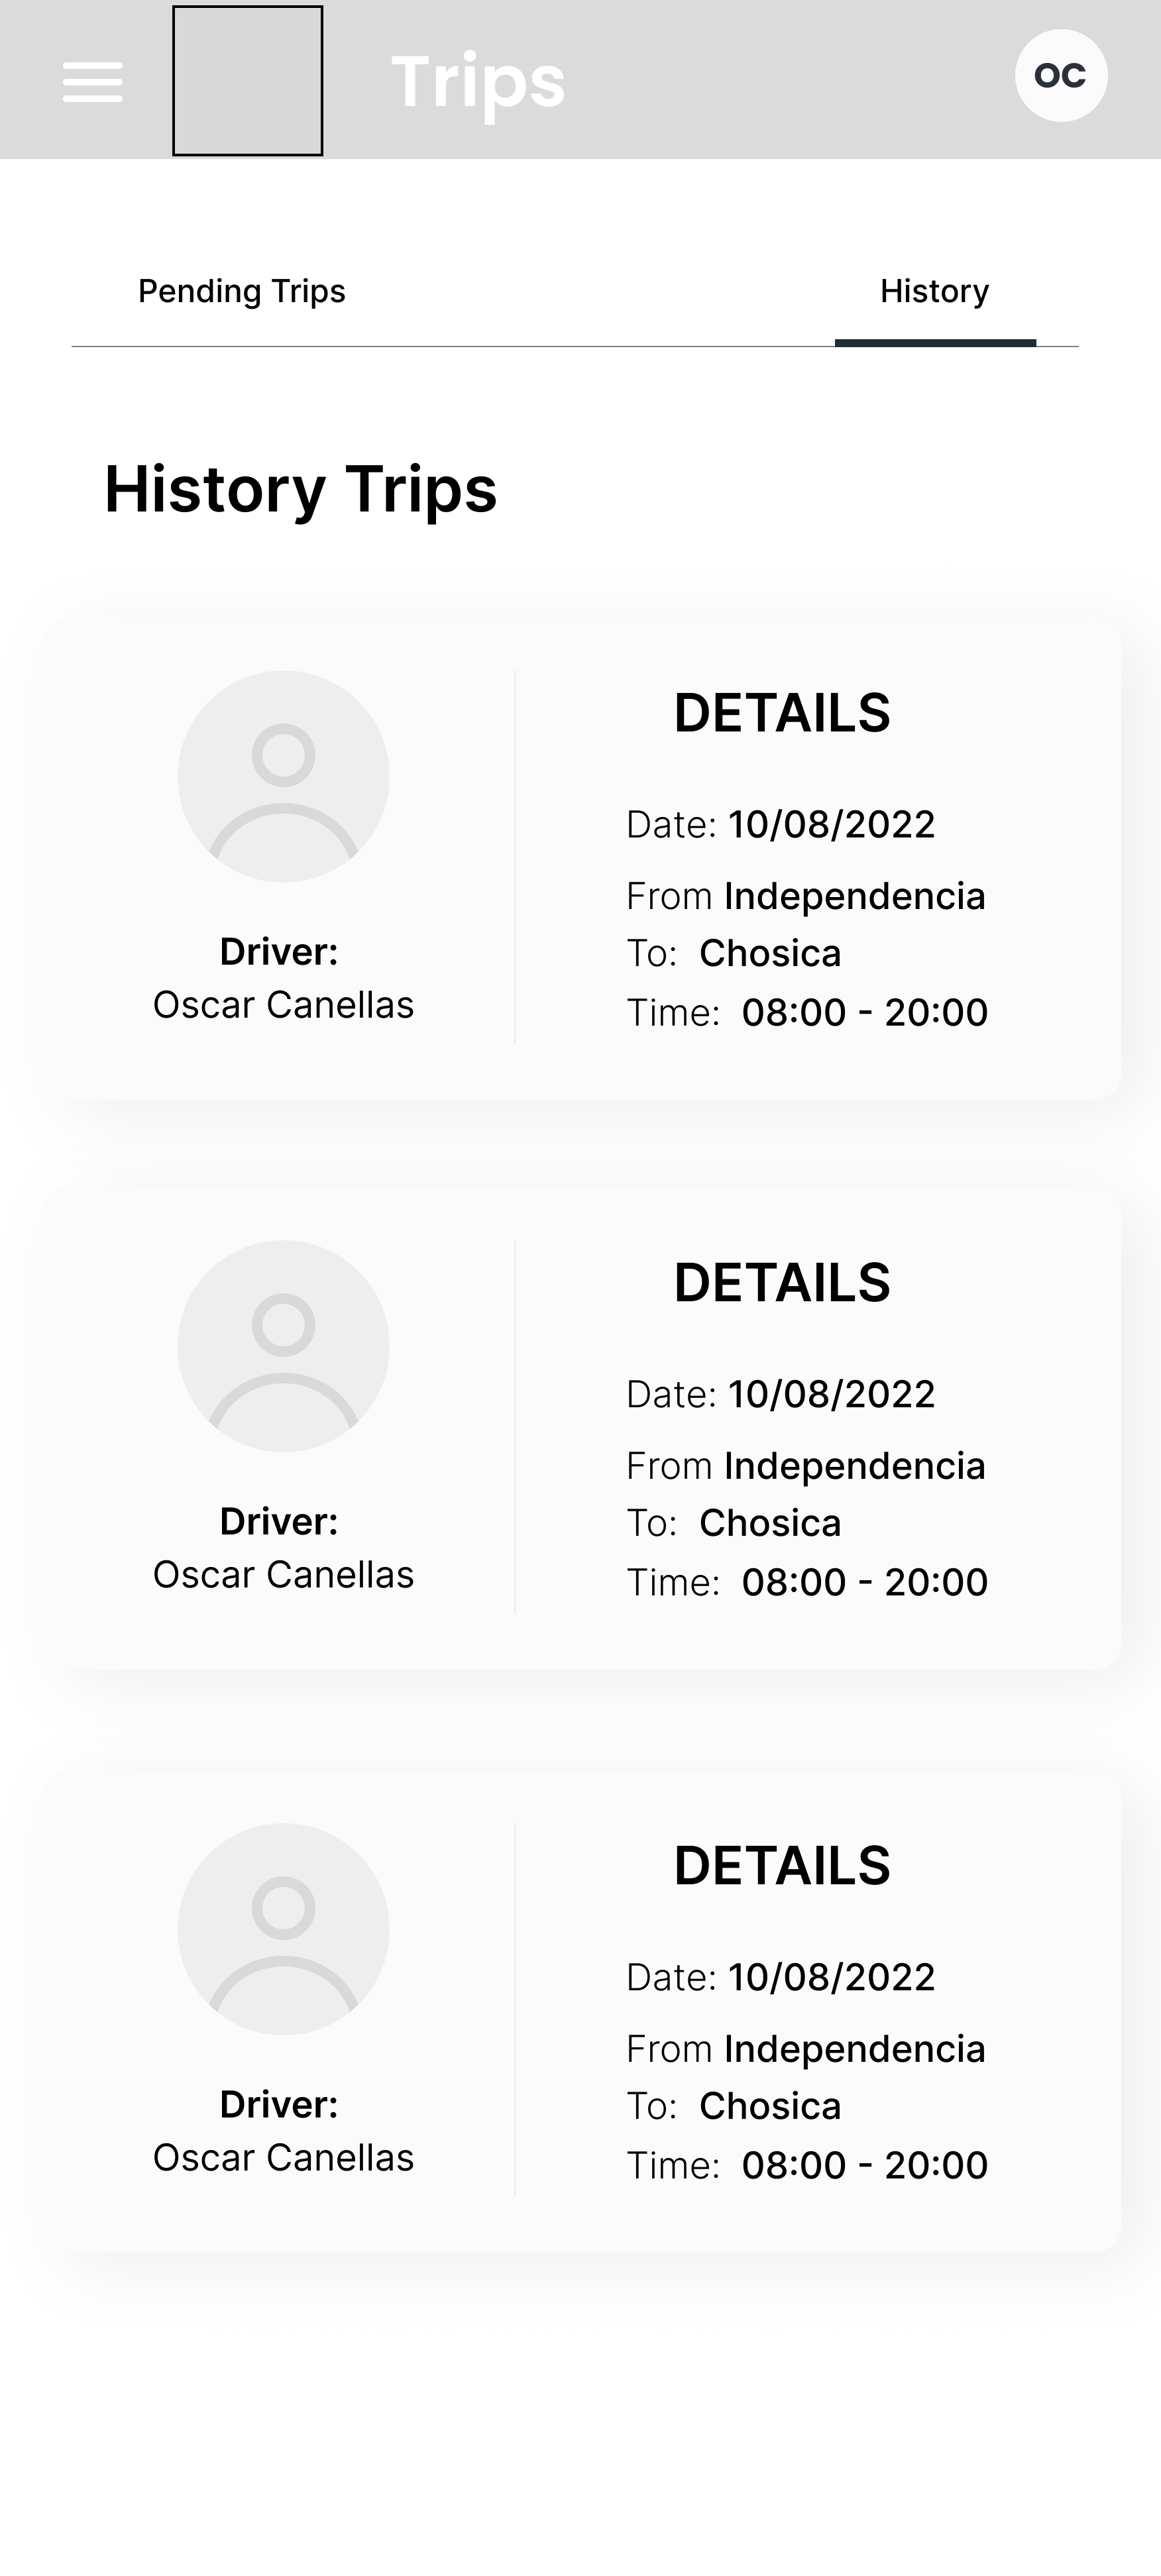 Trips
OC
Pending Trips
History
History Trips
DETAILS
Date: 10/08/2022
From Independencia
To: Chosica
Time: 08:00 - 20:00
Driver:
Oscar Canellas
DETAILS
Date: 10/08/2022
From Independencia
To: Chosica
Time: 08:00 - 20:00
Driver:
Oscar Canellas
DETAILS
Date: 10/08/2022
From Independencia
To: Chosica
Time: 08:00 - 20:00
Driver:
Oscar Canellas